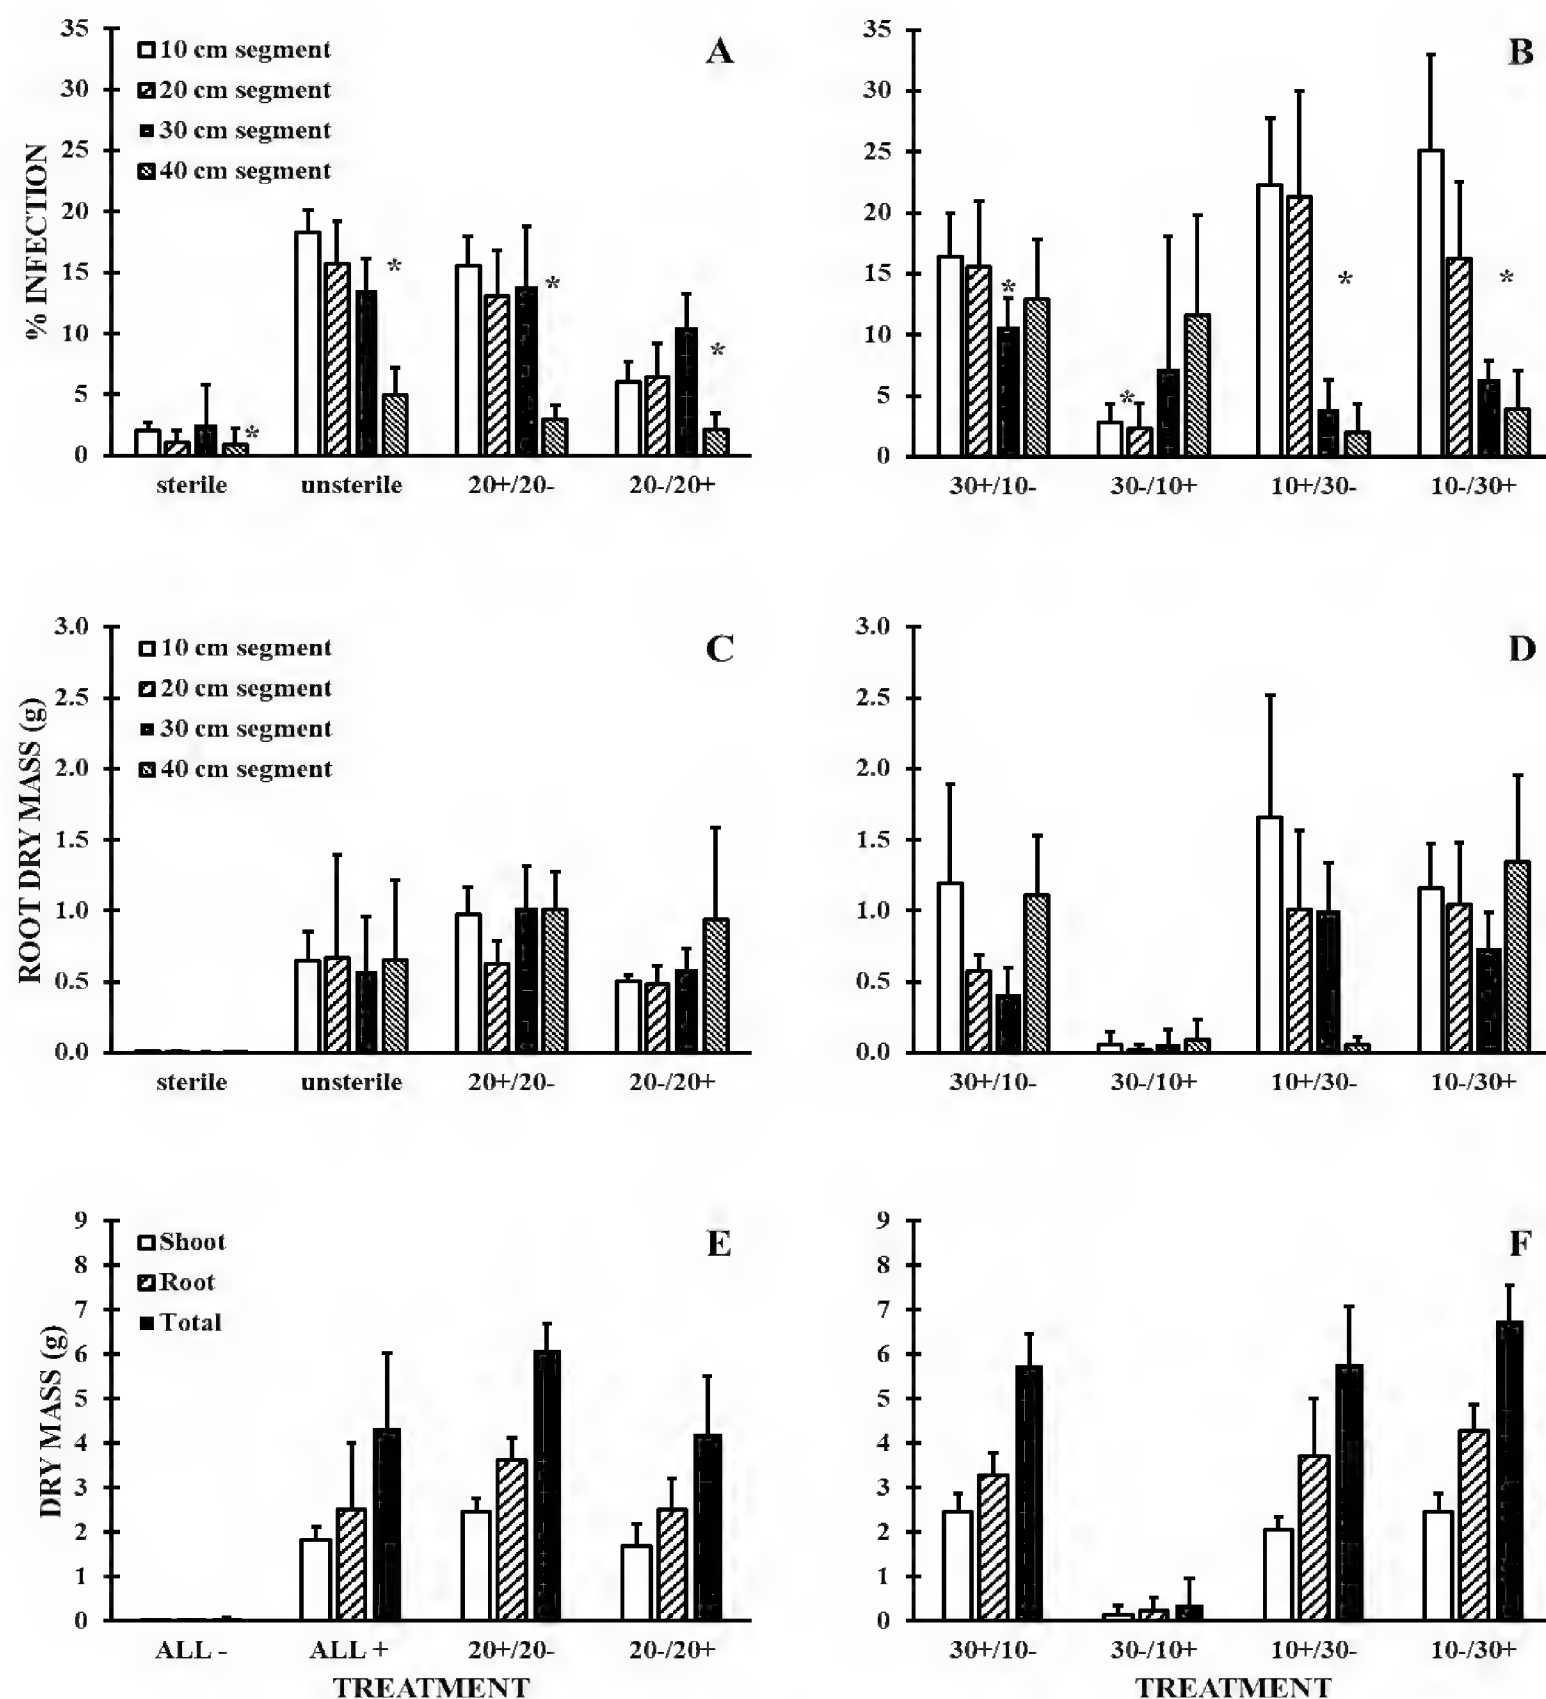 35
30
25
20
15
10
5
0
% INFECTION
10 cm segment
20 cm segment
30 cm segment
40 cm segment
A
*
*
*
*
sterile unsterile 20+/20- 20-/20+
35
30
25
20
15
10
5
0
B
*
*
*
*
30+/10- 30-/10+ 10+/30- 10-/30+
3.0
2.5
2.0
1.5
1.0
0.5
0.0
ROOT DRY MASS (g)
10 cm segment
20 cm segment
30 cm segment
40 cm segment
C
sterile unsterile 20+/20- 20-/20+
3.0
2.5
2.0
1.5
1.0
0.5
0.0
D
30+/10- 30-/10+ 10+/30- 10-/30+
9
8
7
6
5
4
3
2
1
0
DRY MASS (g)
Shoot
Root
Total
E
ALL - ALL + 20+/20- 20-/20+
TREATMENT
9
8
7
6
5
4
3
2
1
0
F
30+/10- 30-/10+ 10+/30- 10-/30+
TREATMENT